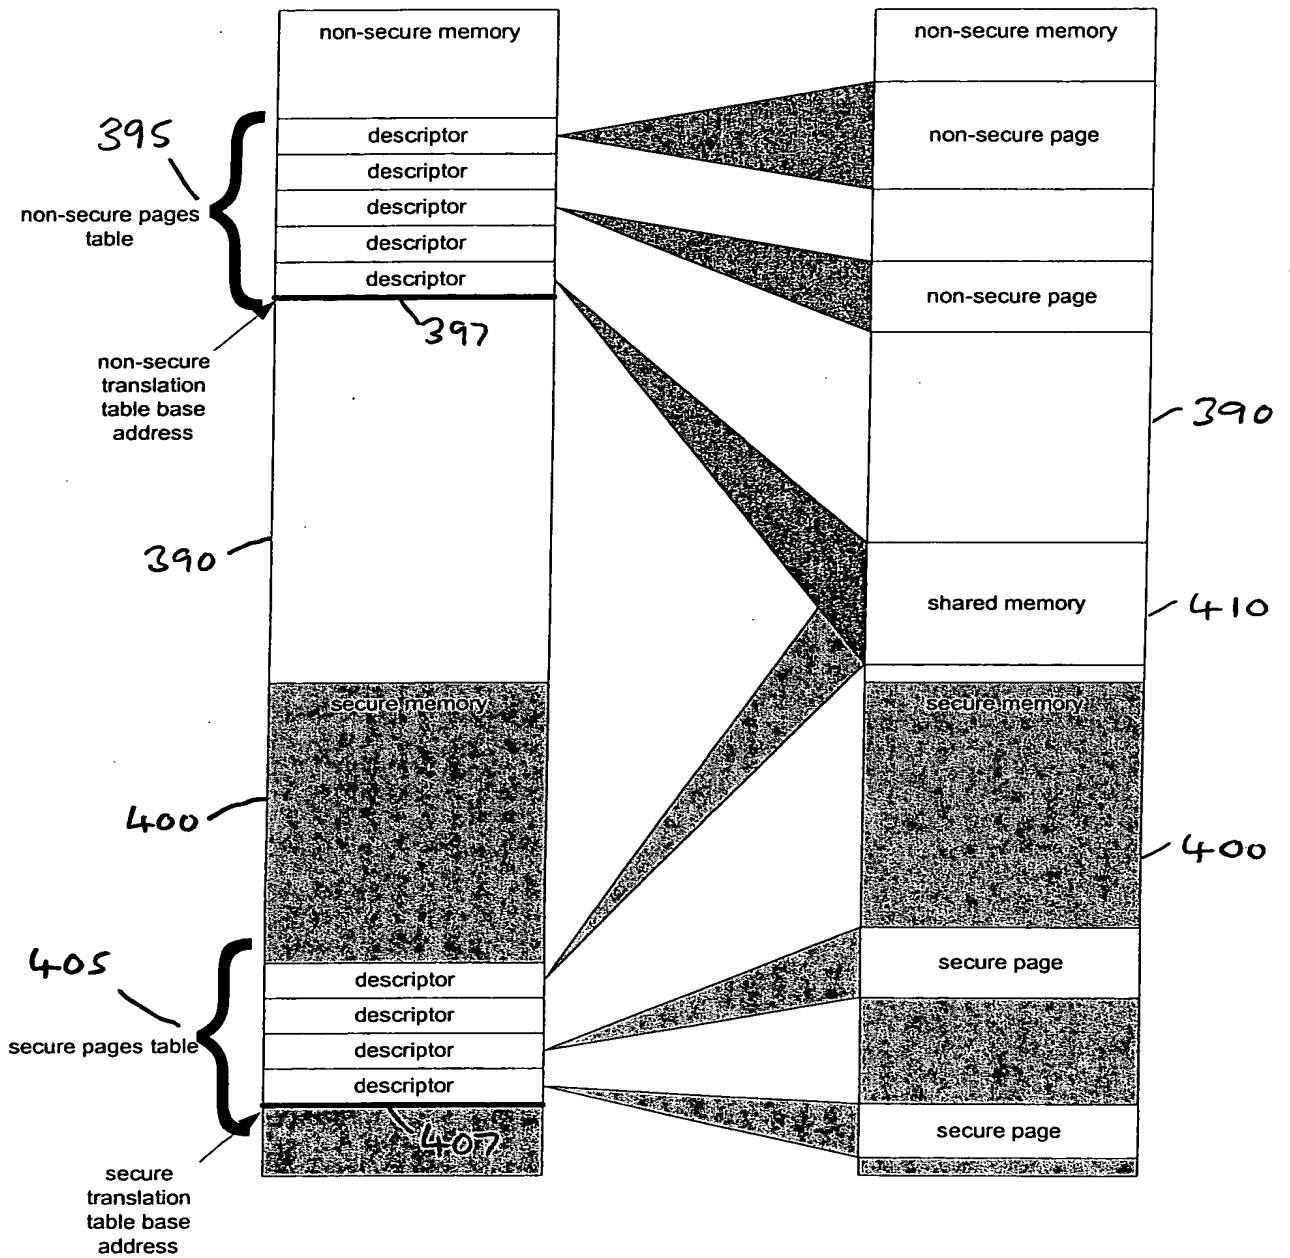 non-secure memory
non-secure memory
395
descriptor
non-secure page
descriptor
non-secure pages
table
descriptor
descriptor
descriptor
non-secure page
397
non-secure
translation
table base
address
390
390
shared memory
410
secure memory
secure memory
400
400
405
descriptor
secure page
descriptor
secure pages table
descriptor
descriptor
407
secure page
secure
translation
table base
address